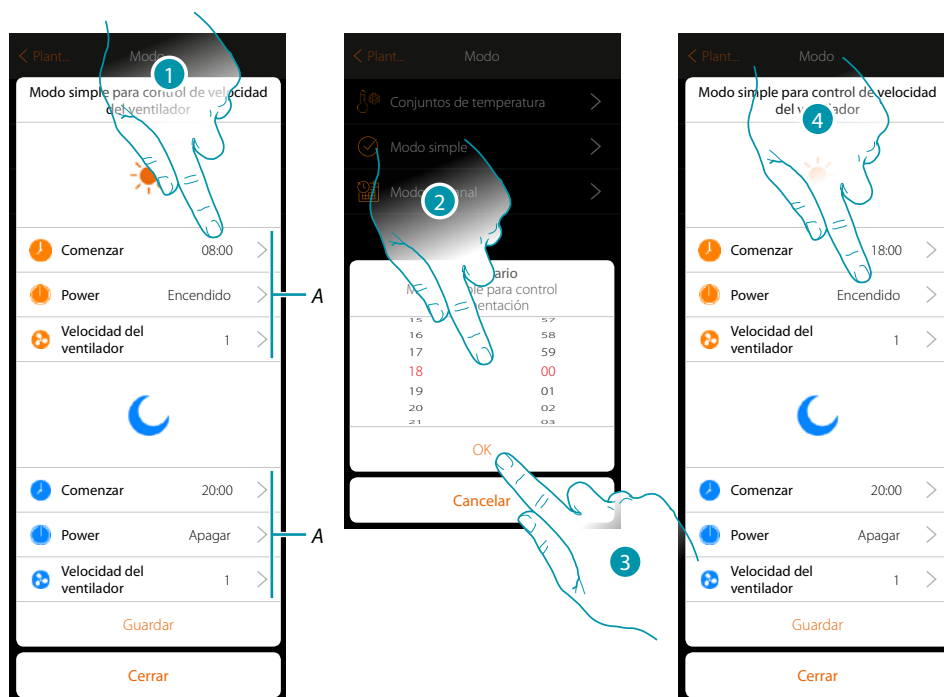 < Plant... Modo
1
Modo simple para control de velocidad
del ventilador
Comenzar 08:00
Power Encendido
A
Velocidad del
ventilador 1
Comenzar 20:00
Power Apagar
A
Velocidad del
ventilador 1
Guardar
Cerrar
< Plant... Modo
Conjuntos de temperatura
Modo simple
2
15 57
16 58
17 59
18 00
19 01
20 02
21 03
OK
Cancelar
3
< Plant... Modo
Modo simple para control de velocidad
del
4
Comenzar 18:00
Power Encendido
Velocidad del
ventilador 1
Comenzar 20:00
Power Apagar
Velocidad del
ventilador 1
Guardar
Cerrar